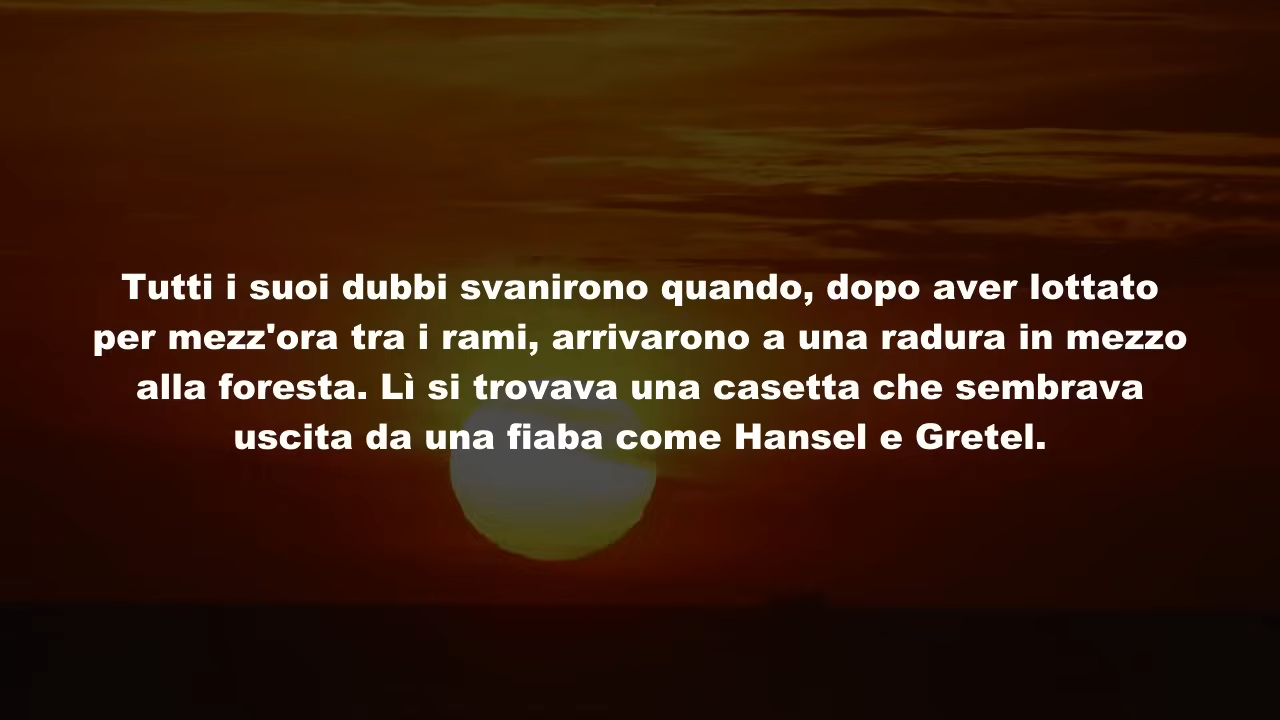 Tutti i suoi dubbi svanirono quando, dopo aver lottato
per mezz'ora tra i rami, arrivarono a una radura in mezzo
alla foresta. Lì si trovava una casetta che sembrava
uscita da una fiaba come Hansel e Gretel.